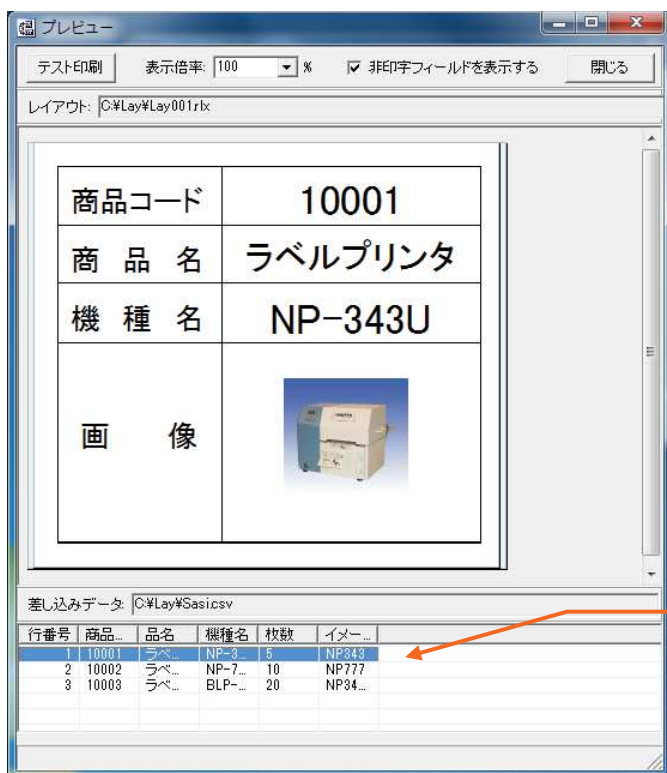 プレビュー
テスト印刷 表示倍率: 100 % 非印字フィールドを表示する 閉じる
レイアウト: C:¥Lay¥Lay001.rlx
商品コード 10001
商 品 名 ラベルプリンタ
機 種 名 NP-343U
画 像
差し込みデータ: C:¥Lay¥Sasi.csv
行番号 商品... 品名 機種名 枚数 イメー...
1 10001 ラベ... NP-3... 5 NP343
2 10002 ラベ... NP-7... 10 NP777
3 10003 ラベ... BLP-... 20 NP34...